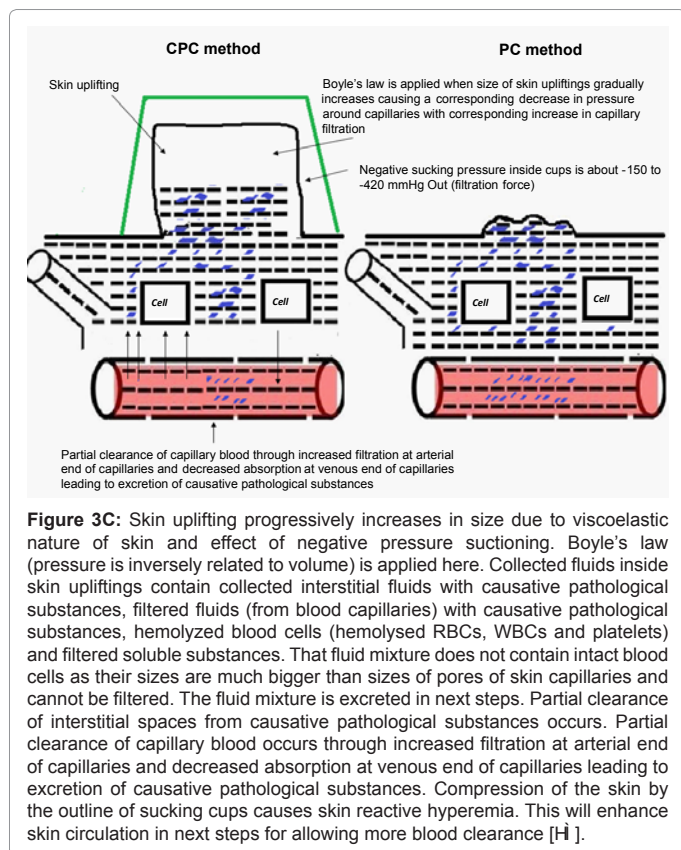 CPC method
PC method
Skin uplifting
Boyle's law is applied when size of skin upliftings gradually
increases causing a corresponding decrease in pressure
around capillaries with corresponding increase in capillary
filtration
Negative sucking pressure inside cups is about -150 to
-420 mmHg Out (filtration force)
Cell
Cell
Cell
Cell
Partial clearance of capillary blood through increased filtration at arterial
end of capillaries and decreased absorption at venous end of capillaries
leading to excretion of causative pathological substances
Figure 3C: Skin uplifting progressively increases in size due to viscoelastic
nature of skin and effect of negative pressure suctioning. Boyle's law
(pressure is inversely related to volume) is applied here. Collected fluids inside
skin upliftings contain collected interstitial fluids with causative pathological
substances, filtered fluids (from blood capillaries) with causative pathological
substances, hemolyzed blood cells (hemolysed RBCs, WBCs and platelets)
and filtered soluble substances. That fluid mixture does not contain intact blood
cells as their sizes are much bigger than sizes of pores of skin capillaries and
cannot be filtered. The fluid mixture is excreted in next steps. Partial clearance
of interstitial spaces from causative pathological substances occurs. Partial
clearance of capillary blood occurs through increased filtration at arterial end
of capillaries and decreased absorption at venous end of capillaries leading to
excretion of causative pathological substances. Compression of the skin by
the outline of sucking cups causes skin reactive hyperemia. This will enhance
skin circulation in next steps for allowing more blood clearance